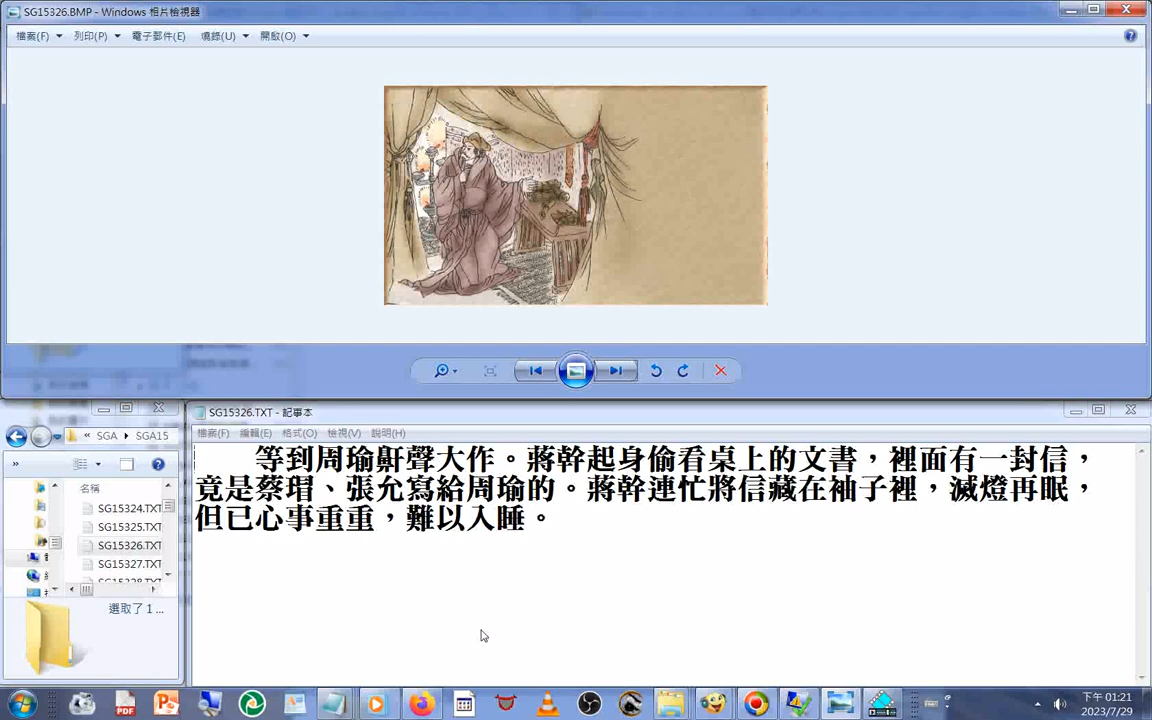 SG15326.BMP - Windows 相片檢視器
檔案(F) 列印(P) 電子郵件(E) 燒錄(U) 開啟(O)
SG15326.TXT - 記事本
« SGA SGA15
檔案(F) 編輯(E) 格式(O) 檢視(V) 說明(H)
等到周瑜鼾聲大作。蔣幹起身偷看桌上的文書，裡面有一封信，
竟是蔡瑁、張允寫給周瑜的。蔣幹連忙將信藏在袖子裡，滅燈再眠，
但已心事重重，難以入睡。
»
名稱
SG15324.TXT
SG15325.TXT
SG15326.TXT
SG15327.TXT
SG15328.TXT
選取了 1 ...
PDF
下午 01:21
2023/7/29